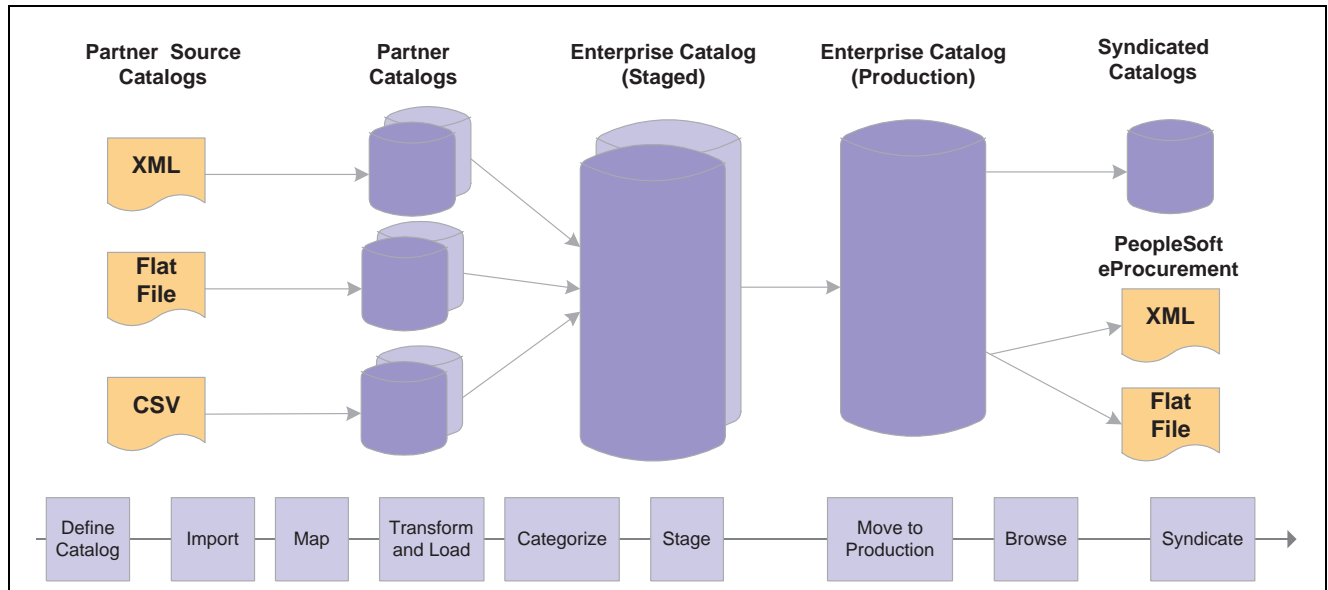 Partner Source
Catalogs
Partner
Catalogs
Enterprise Catalog
(Staged)
Enterprise Catalog
(Production)
Syndicated
Catalogs
XML
Flat
File
CSV
PeopleSoft
eProcurement
XML
Flat
File
Define
Catalog
Import
Map
Transform
and Load
Categorize
Stage
Move to
Production
Browse
Syndicate